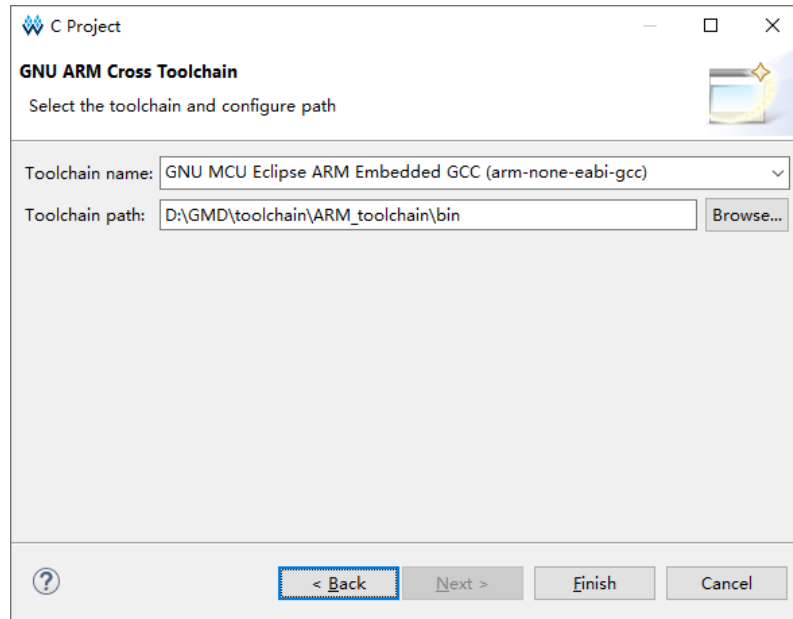 C Project
GNU ARM Cross Toolchain
Select the toolchain and configure path
Toolchain name: GNU MCU Eclipse ARM Embedded GCC (arm-none-eabi-gcc)
Toolchain path: D:\GMD\toolchain\ARM_toolchain\bin Browse...
? < Back Next > Finish Cancel